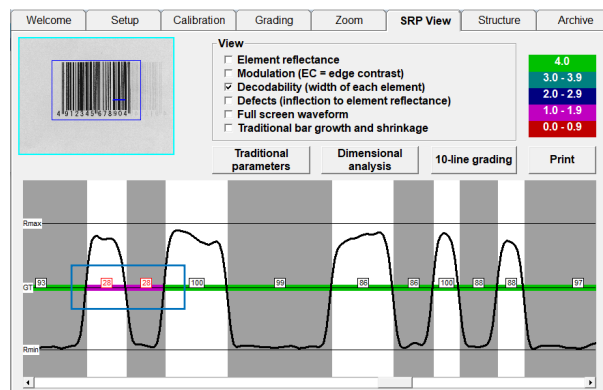 Welcome Setup Calibration Grading Zoom SRP View Structure Archive
View
Element reflectance
Modulation (EC = edge contrast)
Decodability (width of each element)
Defects (inflection to element reflectance)
Full screen waveform
Traditional bar growth and shrinkage
4.0
3.0 - 3.9
2.0 - 2.9
1.0 - 1.9
0.0 - 0.9
4 912345 678904
Traditional parameters
Dimensional analysis
10-line grading
Print
Rmax
GT 93 28 28 100 99 86 86 100 88 88 97
Rmin